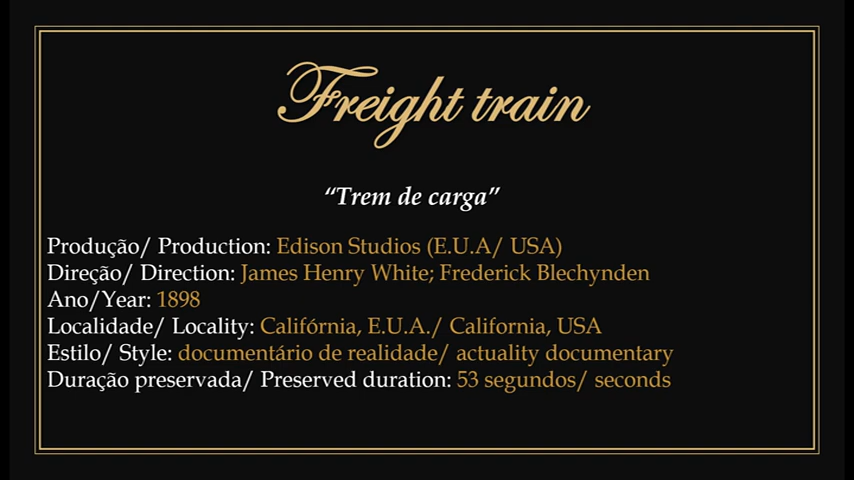 Freight train
“Trem de carga”
Produção/ Production: Edison Studios (E.U.A/ USA)
Direção/ Direction: James Henry White; Frederick Blechynden
Ano/Year: 1898
Localidade/ Locality: Califórnia, E.U.A./ California, USA
Estilo/ Style: documentário de realidade/ actuality documentary
Duração preservada/ Preserved duration: 53 segundos/ seconds